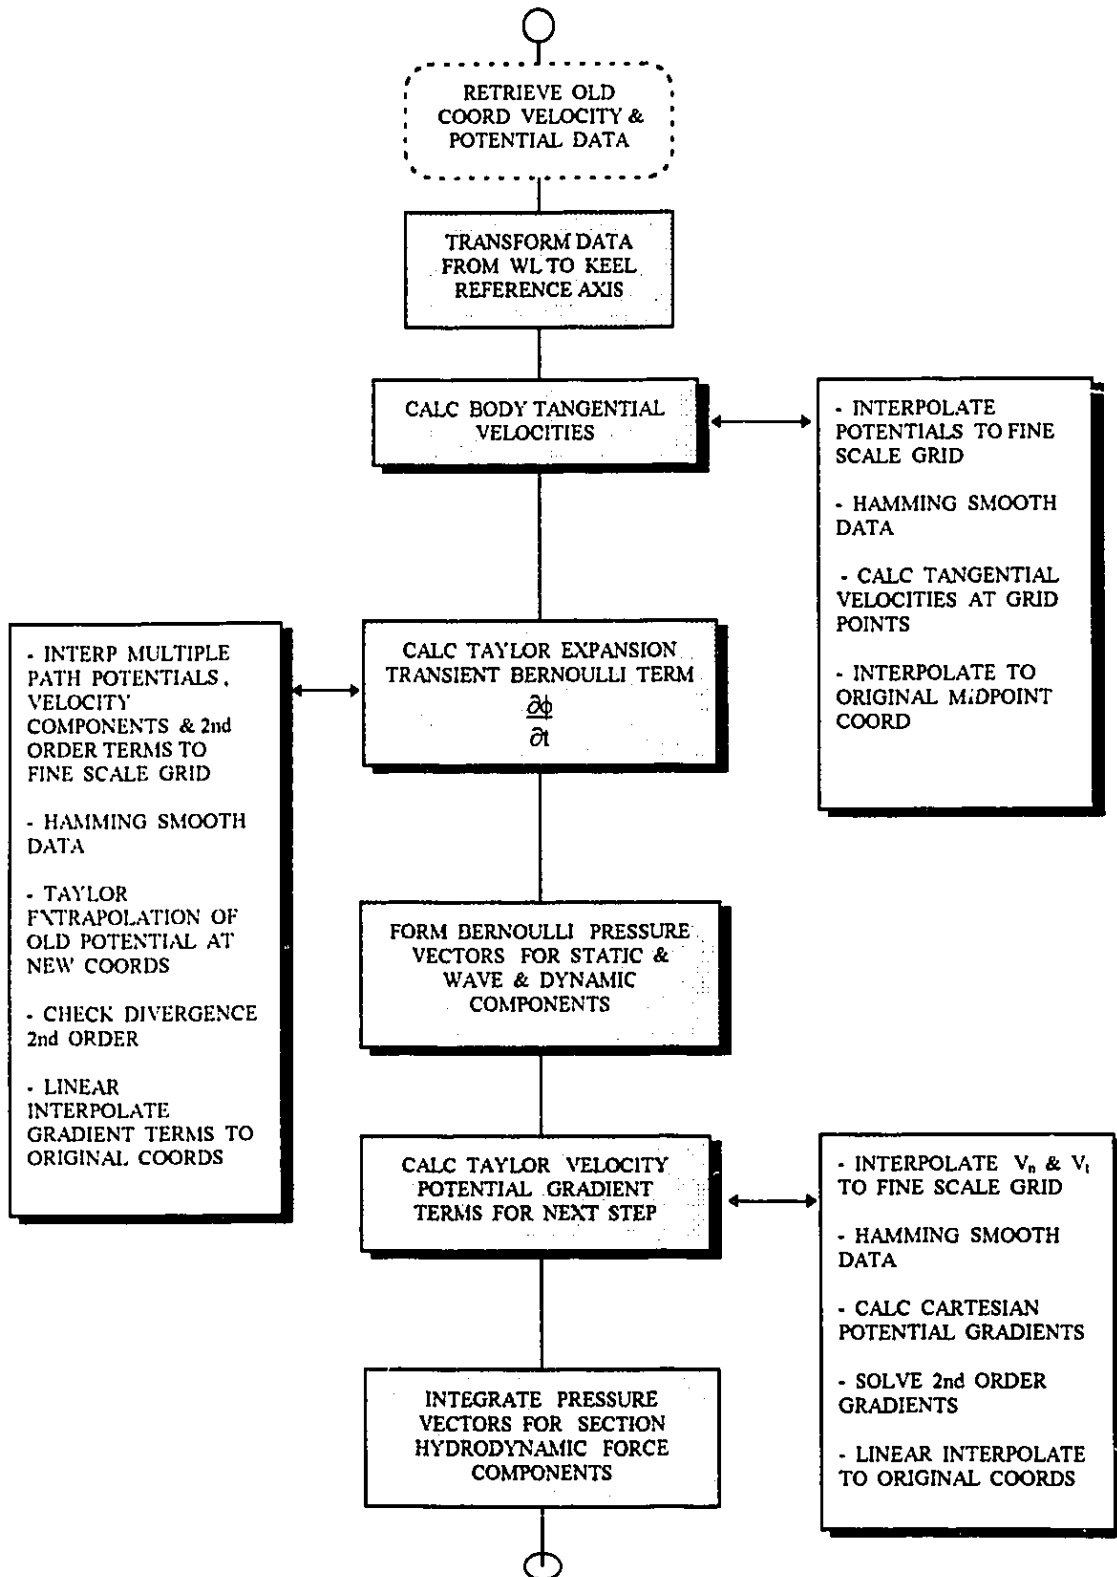 RETRIEVE OLD
COORD VELOCITY &
POTENTIAL DATA
TRANSFORM DATA
FROM WL TO KEEL
REFERENCE AXIS
CALC BODY TANGENTIAL
VELOCITIES
- INTERPOLATE
POTENTIALS TO FINE
SCALE GRID
- HAMMING SMOOTH
DATA
- CALC TANGENTIAL
VELOCITIES AT GRID
POINTS
- INTERPOLATE TO
ORIGINAL MIDPOINT
COORD
CALC TAYLOR EXPANSION
TRANSIENT BERNOULLI TERM
∂ϕ
∂t
- INTERP MULTIPLE
PATH POTENTIALS,
VELOCITY
COMPONENTS & 2nd
ORDER TERMS TO
FINE SCALE GRID
- HAMMING SMOOTH
DATA
- TAYLOR
EXTRAPOLATION OF
OLD POTENTIAL AT
NEW COORDS
- CHECK DIVERGENCE
2nd ORDER
- LINEAR
INTERPOLATE
GRADIENT TERMS TO
ORIGINAL COORDS
FORM BERNOULLI PRESSURE
VECTORS FOR STATIC &
WAVE & DYNAMIC
COMPONENTS
CALC TAYLOR VELOCITY
POTENTIAL GRADIENT
TERMS FOR NEXT STEP
- INTERPOLATE Vn & Vt
TO FINE SCALE GRID
- HAMMING SMOOTH
DATA
- CALC CARTESIAN
POTENTIAL GRADIENTS
- SOLVE 2nd ORDER
GRADIENTS
- LINEAR INTERPOLATE
TO ORIGINAL COORDS
INTEGRATE PRESSURE
VECTORS FOR SECTION
HYDRODYNAMIC FORCE
COMPONENTS